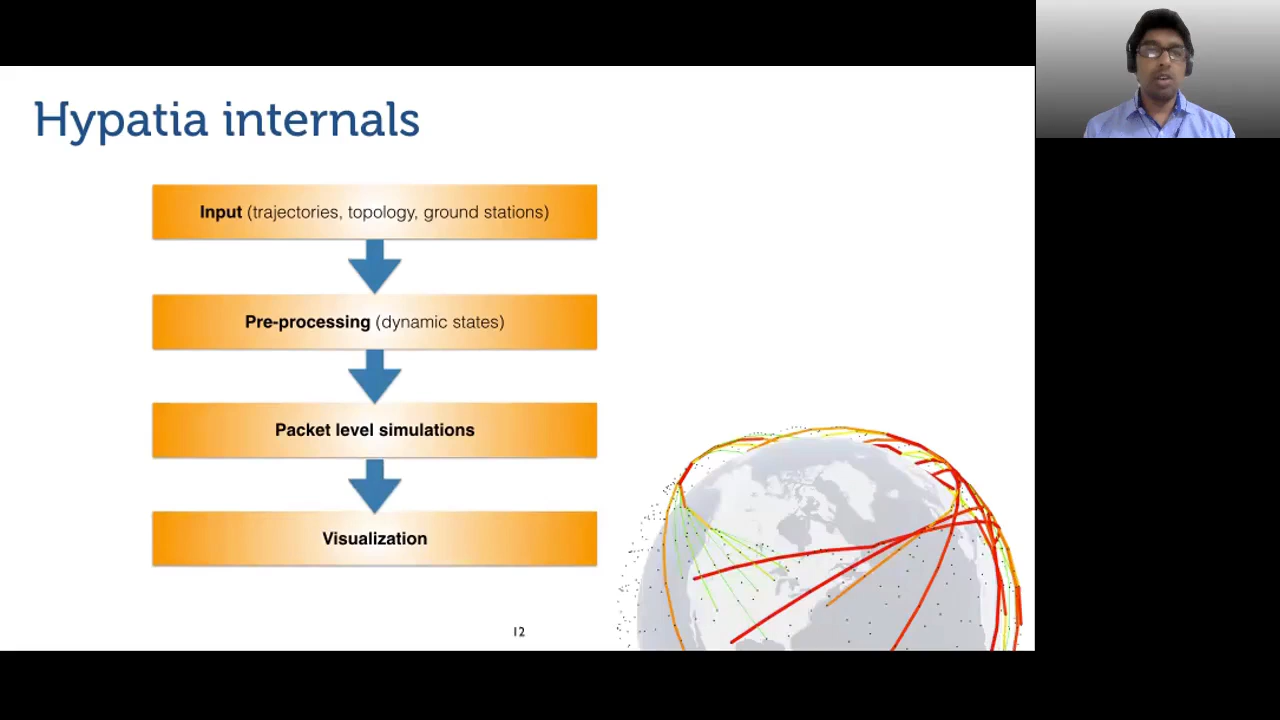 Hypatia internals
Input (trajectories, topology, ground stations)
Pre-processing (dynamic states)
Packet level simulations
Visualization
12